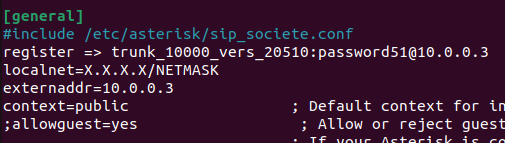 [general]
#include /etc/asterisk/sip_societe.conf
register => trunk_10000_vers_20510:password51@10.0.0.3
localnet=X.X.X.X/NETMASK
externaddr=10.0.0.3
context=public ; Default context for in
;allowguest=yes ; Allow or reject guest
; If your Asterisk is co